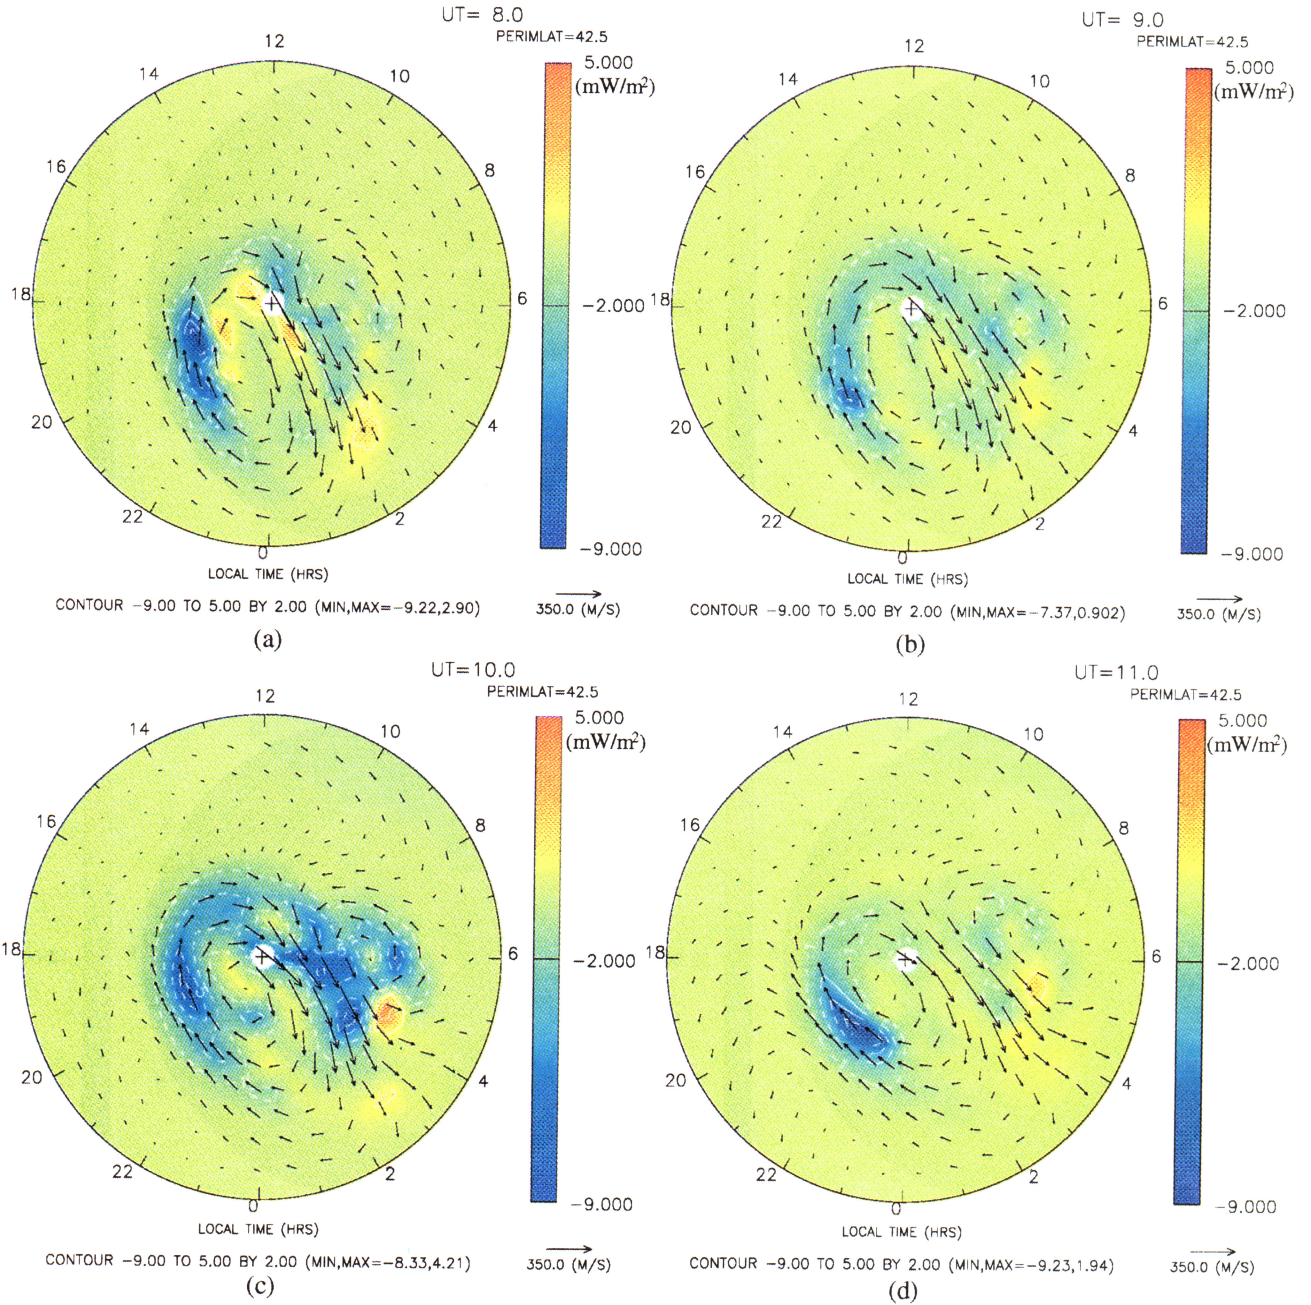 UT= 8.0
PERIMLAT=42.5
5.000
(mW/m²)
-2.000
-9.000
12
14
10
16
8
18
6
20
4
22
2
0
LOCAL TIME (HRS)
CONTOUR -9.00 TO 5.00 BY 2.00 (MIN,MAX=-9.22,2.90)
350.0 (M/S)
(a)
UT= 9.0
PERIMLAT=42.5
5.000
(mW/m²)
-2.000
-9.000
12
14
10
16
8
18
6
20
4
22
2
0
LOCAL TIME (HRS)
CONTOUR -9.00 TO 5.00 BY 2.00 (MIN,MAX=-7.37,0.902)
350.0 (M/S)
(b)
UT=10.0
PERIMLAT=42.5
5.000
(mW/m²)
-2.000
-9.000
12
14
10
16
8
18
6
20
4
22
2
0
LOCAL TIME (HRS)
CONTOUR -9.00 TO 5.00 BY 2.00 (MIN,MAX=-8.33,4.21)
350.0 (M/S)
(c)
UT=11.0
PERIMLAT=42.5
5.000
(mW/m²)
-2.000
-9.000
12
14
10
16
8
18
6
20
4
22
2
0
LOCAL TIME (HRS)
CONTOUR -9.00 TO 5.00 BY 2.00 (MIN,MAX=-9.23,1.94)
350.0 (M/S)
(d)